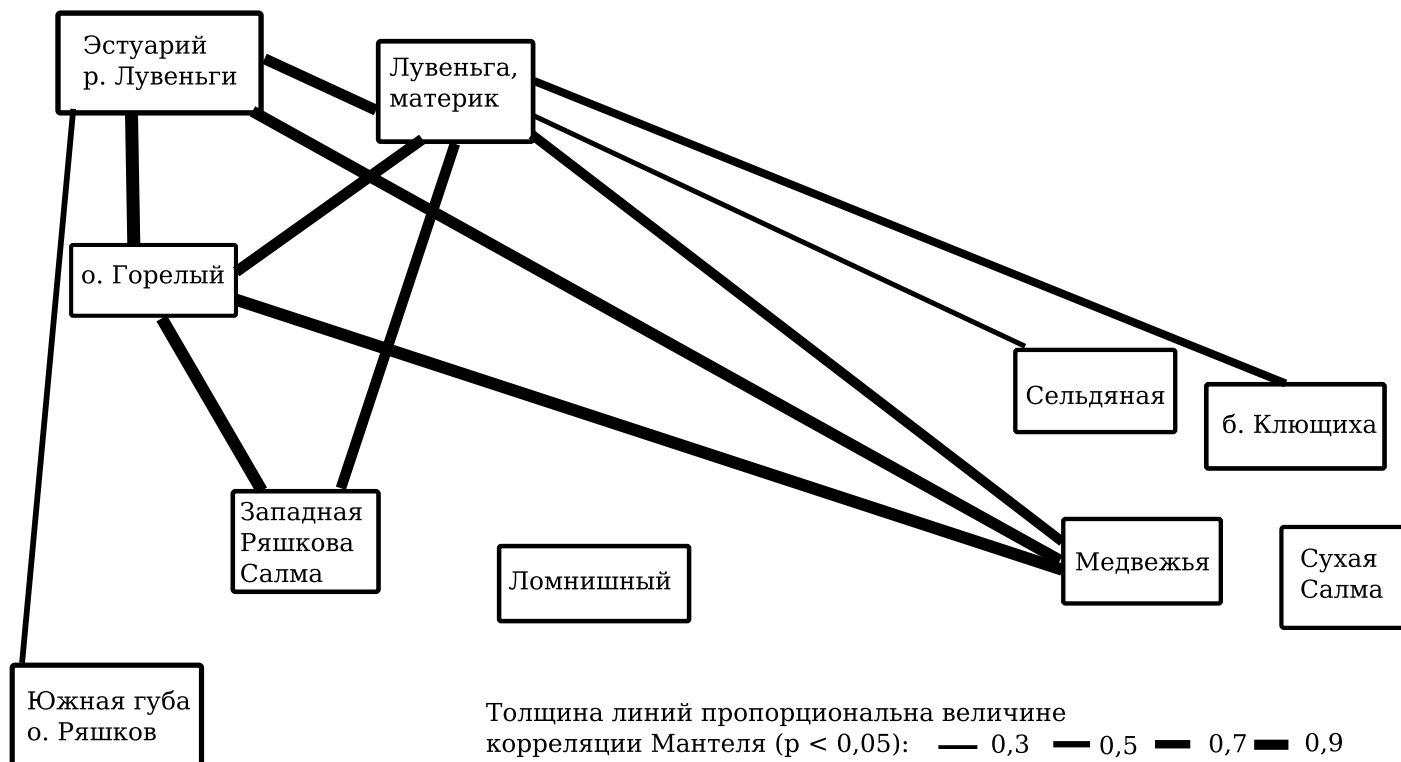 Эстуарий
р. Лувеньги
Лувеньга,
материк
о. Горелый
Сельдяная
б. Клющиха
Западная
Ряшкова
Салма
Ломнишный
Медвежья
Сухая
Салма
Южная губа
о. Ряшков
Толщина линий пропорциональна величине
корреляции Мантеля (p < 0,05): 0,3 0,5 0,7 0,9